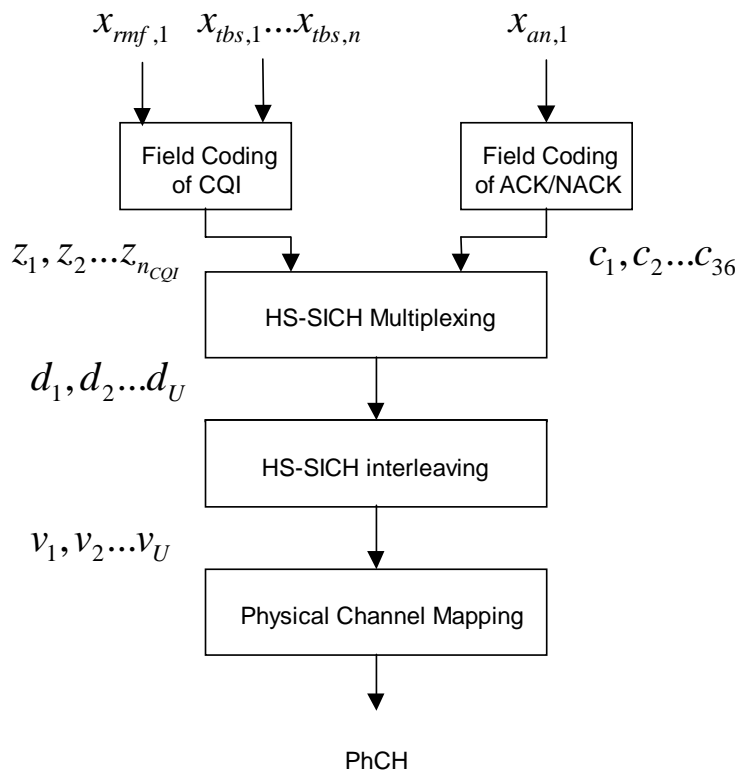 x_{rmf,1} x_{tbs,1}...x_{tbs,n} x_{an,1}
Field Coding of CQI
Field Coding of ACK/NACK
z_1, z_2...z_{n_{CQI}} c_1, c_2...c_{36}
HS-SICH Multiplexing
d_1, d_2...d_U
HS-SICH interleaving
v_1, v_2...v_U
Physical Channel Mapping
PhCH